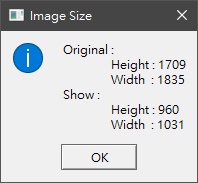 Image Size
Original :
Height : 1709
Width : 1835
Show :
Height : 960
Width : 1031
OK